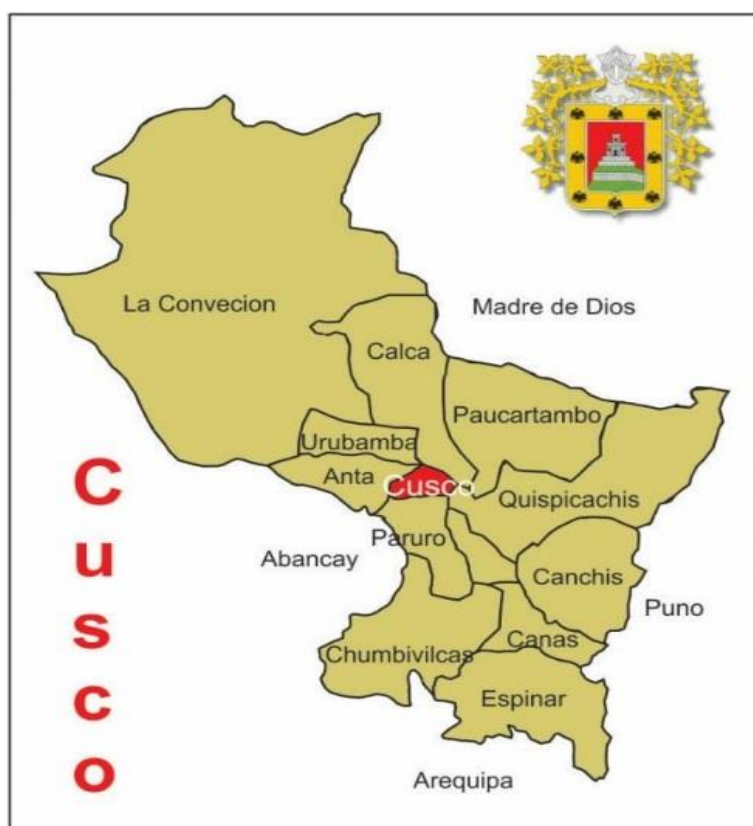 La Convecion
Madre de Dios
Calca
Paucartambo
Urubamba
Anta
Cusco
Quispicachis
Paruro
Abancay
Canchis
Puno
Canas
Chumbivilcas
Espinar
Arequipa
Cusco